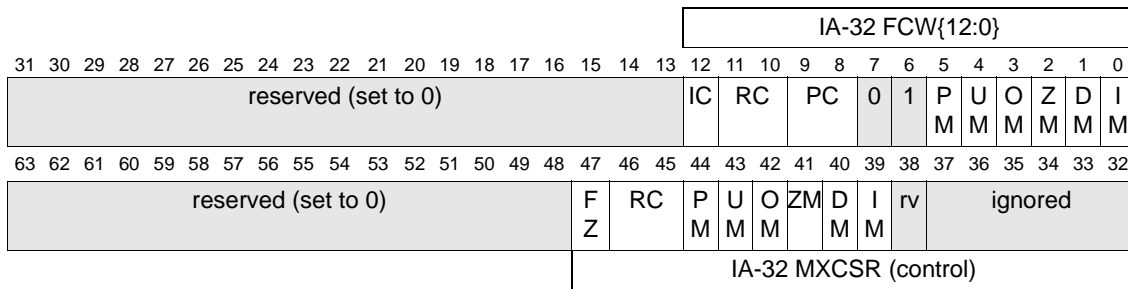 IA-32 FCW{12:0}
31 30 29 28 27 26 25 24 23 22 21 20 19 18 17 16 15 14 13 12 11 10 9 8 7 6 5 4 3 2 1 0
reserved (set to 0) IC RC PC 0 1 P U O Z D I
M M M M M M
63 62 61 60 59 58 57 56 55 54 53 52 51 50 49 48 47 46 45 44 43 42 41 40 39 38 37 36 35 34 33 32
reserved (set to 0) F RC P U O ZM D I rv ignored
Z M M M M M
IA-32 MXCSR (control)